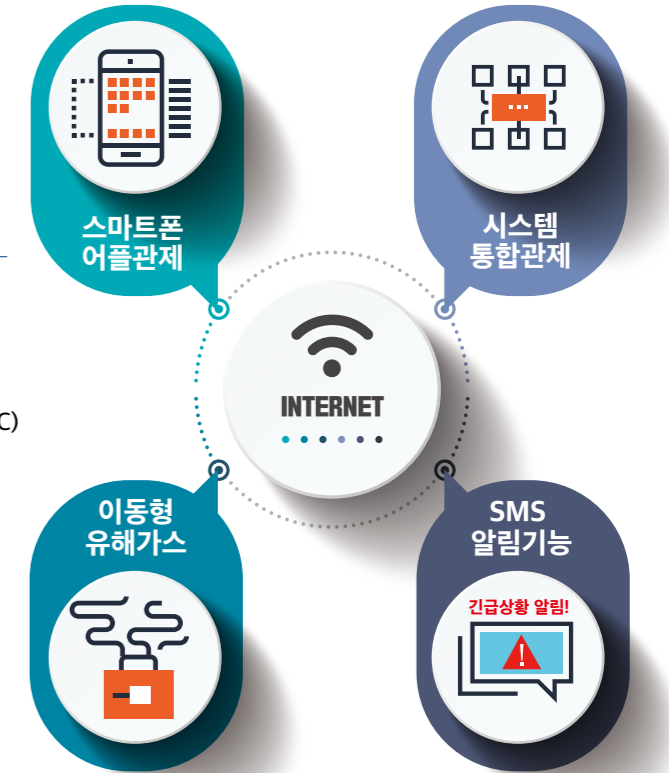 스마트폰
어플관제
시스템
통합관제
INTERNET
C)
이동형
유해가스
SMS
알림기능
긴급상황 알림!